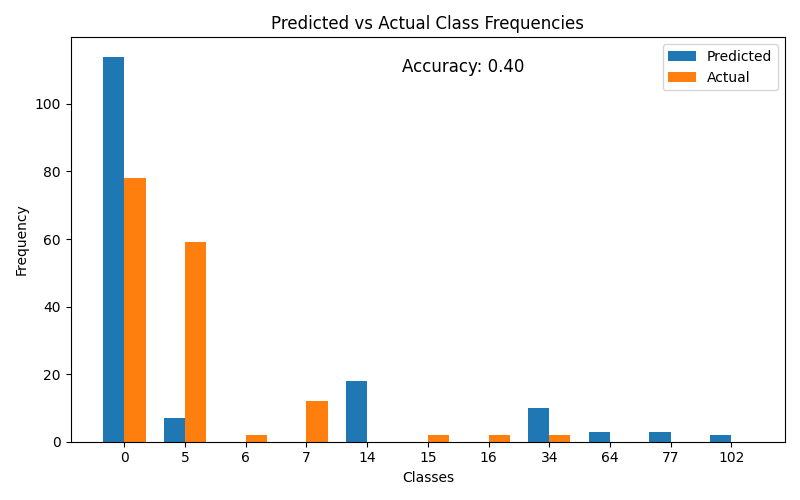 Predicted vs Actual Class Frequencies
Accuracy: 0.40
Predicted
Actual
Frequency
100
80
60
40
20
0
0 5 6 7 14 15 16 34 64 77 102
Classes